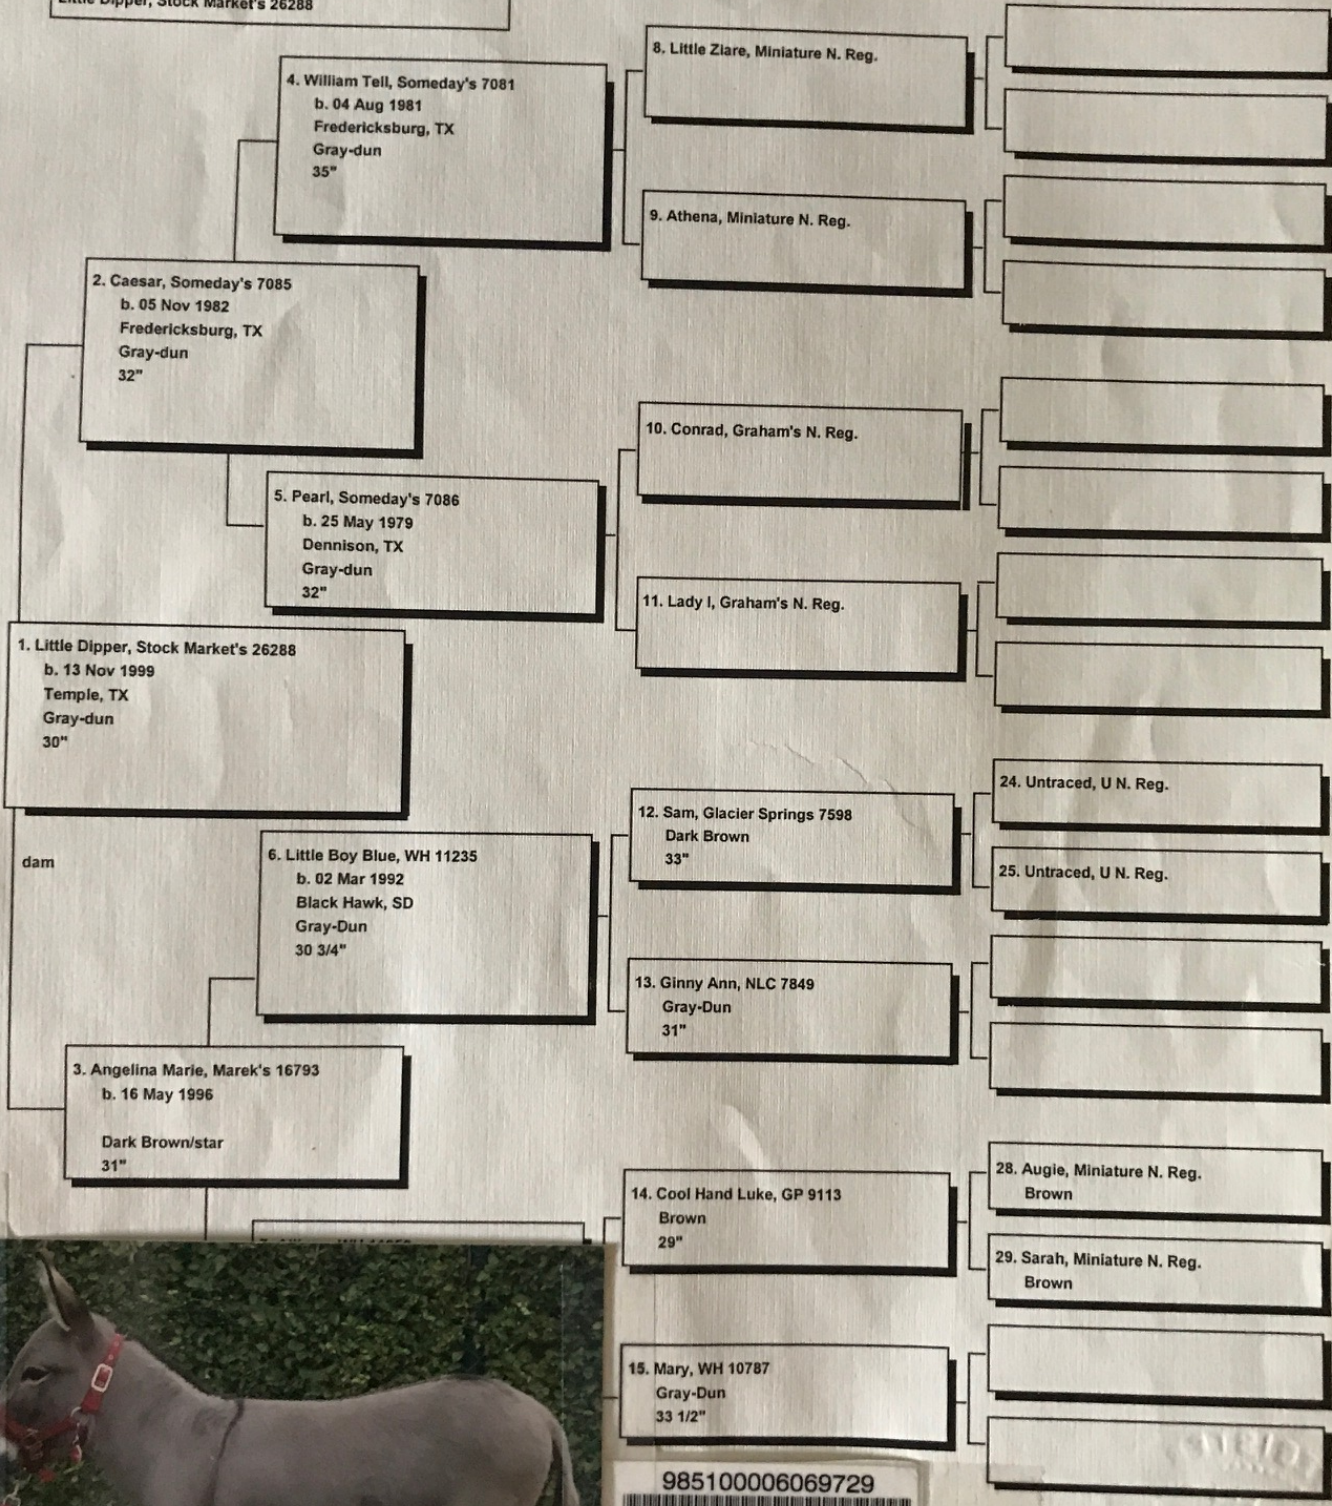 Little Dipper, Stock Market's 26288
8. Little Ziare, Miniature N. Reg.
4. William Tell, Someday's 7081
b. 04 Aug 1981
Fredericksburg, TX
Gray-dun
35"
9. Athena, Miniature N. Reg.
2. Caesar, Someday's 7085
b. 05 Nov 1982
Fredericksburg, TX
Gray-dun
32"
10. Conrad, Graham's N. Reg.
5. Pearl, Someday's 7086
b. 25 May 1979
Dennison, TX
Gray-dun
32"
11. Lady I, Graham's N. Reg.
1. Little Dipper, Stock Market's 26288
b. 13 Nov 1999
Temple, TX
Gray-dun
30"
24. Untraced, U N. Reg.
12. Sam, Glacier Springs 7598
Dark Brown
33"
dam
6. Little Boy Blue, WH 11235
b. 02 Mar 1992
Black Hawk, SD
Gray-Dun
30 3/4"
25. Untraced, U N. Reg.
13. Ginny Ann, NLC 7849
Gray-Dun
31"
3. Angelina Marie, Marek's 16793
b. 16 May 1996
Dark Brown/star
31"
28. Augie, Miniature N. Reg.
Brown
14. Cool Hand Luke, GP 9113
Brown
29"
29. Sarah, Miniature N. Reg.
Brown
15. Mary, WH 10787
Gray-Dun
33 1/2"
985100006069729